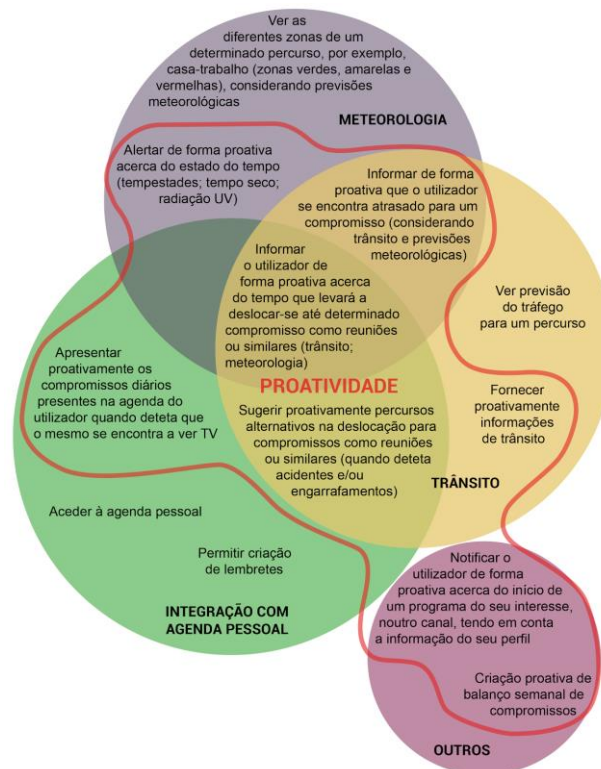 Ver as
diferentes zonas de um
determinado percurso, por exemplo,
casa-trabalho (zonas verdes, amarelas e
vermelhas), considerando previsões
meteorológicas
METEOROLOGIA
Alertar de forma proativa
acerca do estado do tempo
(tempestades; tempo seco;
radiação UV)
Informar de forma
proativa que o utilizador
se encontra atrasado para um
compromisso (considerando
trânsito e previsões
meteorológicas)
Informar
o utilizador de
forma proativa acerca
do tempo que levará a
deslocar-se até determinado
compromisso como reuniões
ou similares (trânsito;
meteorologia)
Ver previsão
do tráfego
para um percurso
Apresentar
proativamente os
compromissos diários
presentes na agenda do
utilizador quando deteta que
o mesmo se encontra a ver TV
PROATIVIDADE
Sugerir proativamente percursos
alternativos na deslocação para
compromissos como reuniões
ou similares (quando deteta
acidentes e/ou
engarrafamentos)
Fornecer
proativamente
informações
de trânsito
TRÂNSITO
Aceder à agenda pessoal
Permitir criação
de lembretes
INTEGRAÇÃO COM
AGENDA PESSOAL
Notificar o
utilizador de forma
proativa acerca do início de
um programa do seu interesse,
noutro canal, tendo em conta
a informação do seu perfil
Criação proativa de
balanço semanal de
compromissos
OUTROS